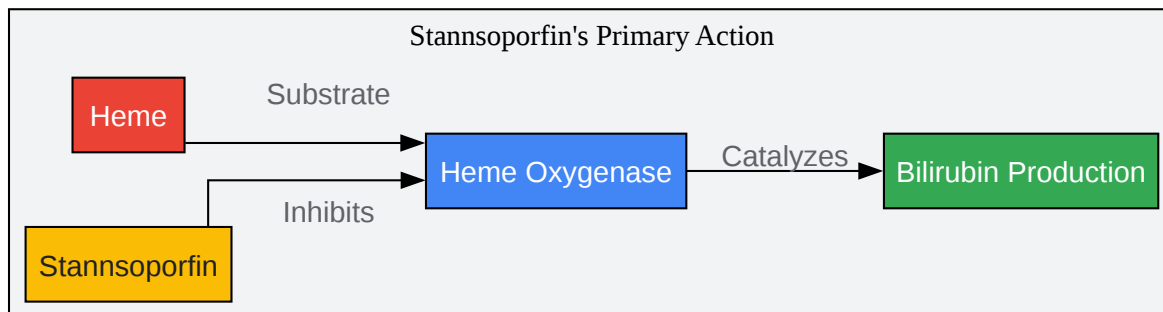 Stannsoporfin's Primary Action
Heme
Substrate
Heme Oxygenase
Catalyzes
Bilirubin Production
Inhibits
Stannsoporfin